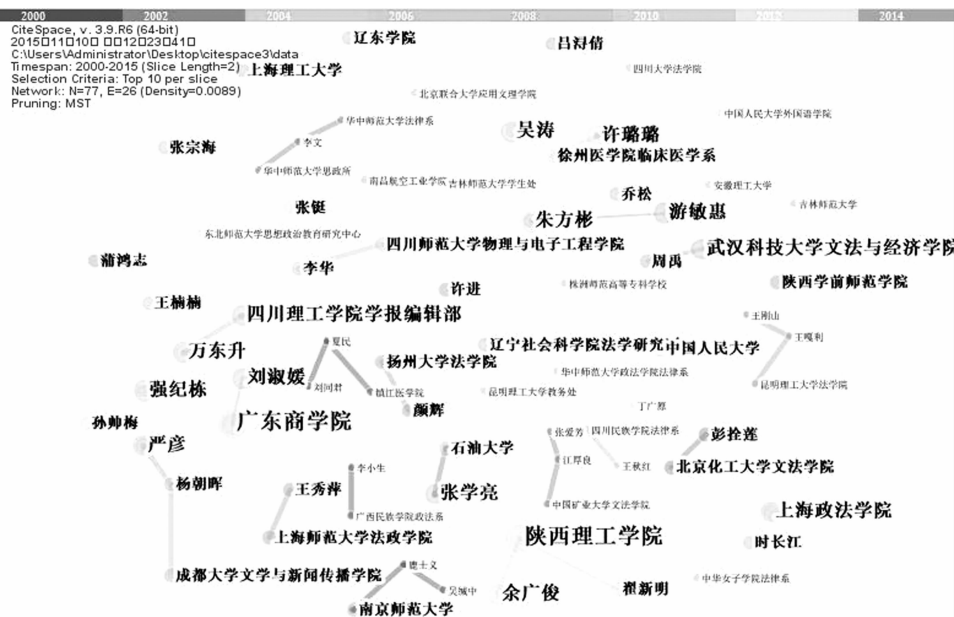 2000 2002 2004 2006 2008 2010 2012 2014
CiteSpace, v. 3.9.R6 (64-bit)
2015□11□10□ □□12□23□41□
C:\Users\Administrator\Desktop\citespace3\data
Timespan: 2000-2015 (Slice Length=2)
Selection Criteria: Top 10 per slice
Network: N=77, E=26 (Density=0.0089)
Pruning: MST
辽东学院
吕浔倩
上海理工大学
四川大学法学院
北京联合大学应用文理学院
中国人民大学外国语学院
华中师范大学法律系
吴涛
许璐璐
李文
张宗海
徐州医学院临床医学系
华中师范大学思政所
南昌航空工业学院
吉林师范大学学生处
安徽理工大学
乔松
吉林师范大学
张铤
游敏惠
朱方彬
东北师范大学思想政治教育研究中心
四川师范大学物理与电子工程学院
武汉科技大学文法与经济学院
蒲鸿志
李华
周禹
株洲师范高等专科学校
陕西学前师范学院
许进
王楠楠
四川理工学院学报编辑部
王刚山
王嘎利
夏民
辽宁社会科学院法学研究
中国人民大学
万东升
扬州大学法学院
华中师范大学政法学院法律系
刘淑媛
刘同君
镇江医学院
昆明理工大学教务处
昆明理工大学法学院
强纪栋
颜辉
丁广原
孙帅梅
广东商学院
张爱芳
四川民族学院法律系
彭拴莲
严彦
石油大学
江厚良
王秋红
北京化工大学文法学院
李小生
杨朝晖
王秀萍
张学亮
中国矿业大学文法学院
广西民族学院政法系
上海政法学院
上海师范大学法政学院
陕西理工学院
时长江
鹿士义
成都大学文学与新闻传播学院
中华女子学院法律系
吴城中
余广俊
翟新明
南京师范大学